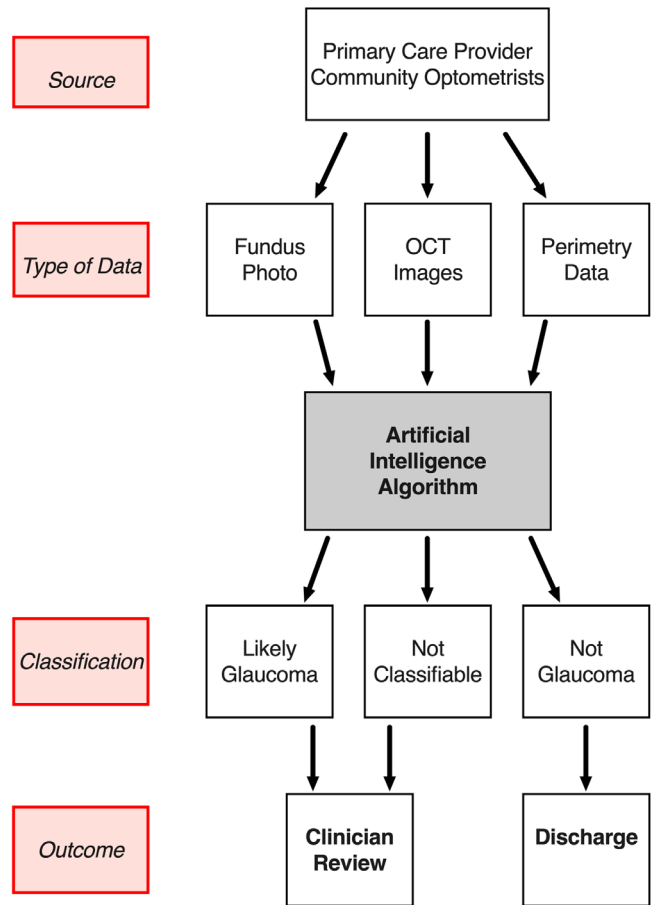 Source
Primary Care Provider
Community Optometrists
Type of Data
Fundus
Photo
OCT
Images
Perimetry
Data
Artificial
Intelligence
Algorithm
Classification
Likely
Glaucoma
Not
Classifiable
Not
Glaucoma
Outcome
Clinician
Review
Discharge